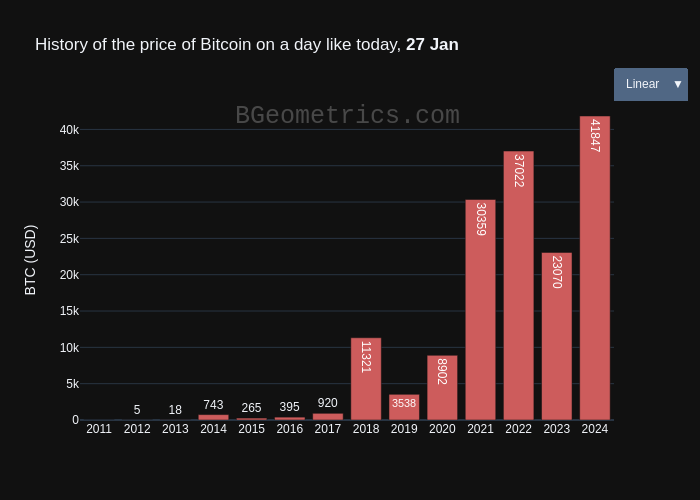 History of the price of Bitcoin on a day like today, 27 Jan
Linear ▼
BGeometrics.com
BTC (USD)
40k
35k
30k
25k
20k
15k
10k
5k
0
5
18
743
265
395
920
11321
3538
8902
30359
37022
23070
41847
2011 2012 2013 2014 2015 2016 2017 2018 2019 2020 2021 2022 2023 2024